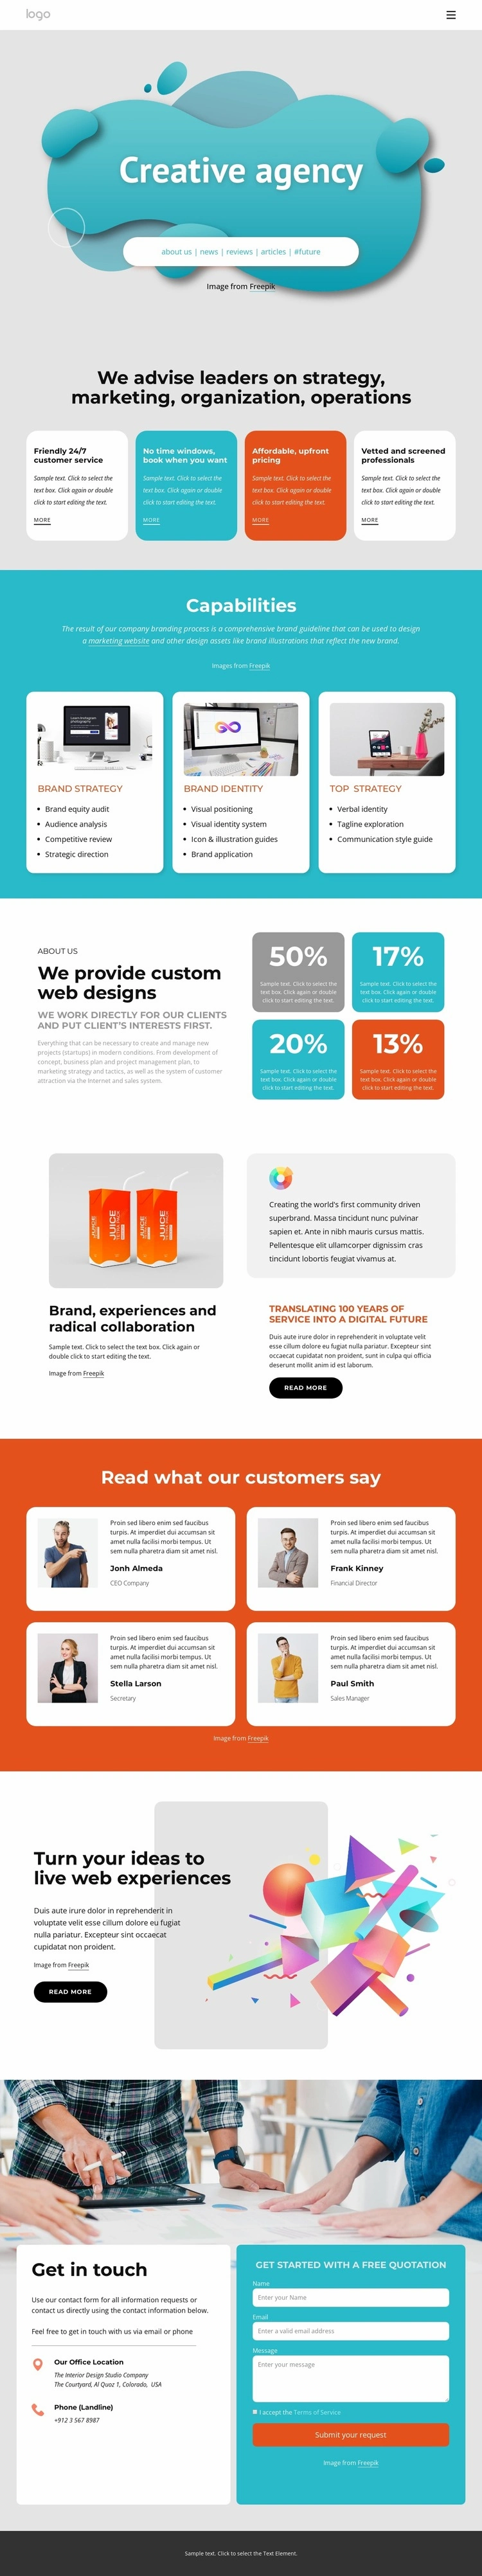 logo
Creative agency
about us | news | reviews | articles | #future
Image from Freepik
We advise leaders on strategy,
marketing, organization, operations
Friendly 24/7
customer service
Sample text. Click to select the
text box. Click again or double
click to start editing the text.
MORE
No time windows,
book when you want
Sample text. Click to select the
text box. Click again or double
click to start editing the text.
MORE
Affordable, upfront
pricing
Sample text. Click to select the
text box. Click again or double
click to start editing the text.
MORE
Vetted and screened
professionals
Sample text. Click to select the
text box. Click again or double
click to start editing the text.
MORE
Capabilities
The result of our company branding process is a comprehensive brand guideline that can be used to design
a marketing website and other design assets like brand illustrations that reflect the new brand.
Images from Freepik
BRAND STRATEGY
Brand equity audit
Audience analysis
Competitive review
Strategic direction
BRAND IDENTITY
Visual positioning
Visual identity system
Icon & illustration guides
Brand application
TOP STRATEGY
Verbal identity
Tagline exploration
Communication style guide
ABOUT US
We provide custom
web designs
WE WORK DIRECTLY FOR OUR CLIENTS
AND PUT CLIENT'S INTERESTS FIRST.
Everything that can be necessary to create and manage new
projects (startups) in modern conditions. From development of
concept, business plan and project management plan, to
marketing strategy and tactics, as well as the system of customer
attraction via the Internet and sales system.
50%
Sample text. Click to select the
text box. Click again or double
click to start editing the text.
17%
Sample text. Click to select the
text box. Click again or double
click to start editing the text.
20%
Sample text. Click to select the
text box. Click again or double
click to start editing the text.
13%
Sample text. Click to select the
text box. Click again or double
click to start editing the text.
JUICE
JUICE
Brand, experiences and
radical collaboration
Sample text. Click to select the text box. Click again or
double click to start editing the text.
Image from Freepik
Creating the world's first community driven
superbrand. Massa tincidunt nunc pulvinar
sapien et. Ante in nibh mauris cursus mattis.
Pellentesque elit ullamcorper dignissim cras
tincidunt lobortis feugiat vivamus at.
TRANSLATING 100 YEARS OF
SERVICE INTO A DIGITAL FUTURE
Duis aute irure dolor in reprehenderit in voluptate velit
esse cillum dolore eu fugiat nulla pariatur. Excepteur sint
occaecat cupidatat non proident, sunt in culpa qui officia
deserunt mollit anim id est laborum.
READ MORE
Read what our customers say
Proin sed libero enim sed faucibus
turpis. At imperdiet dui accumsan sit
amet nulla facilisi morbi tempus. Ut
sem nulla pharetra diam sit amet nisl.
Jonh Almeda
CEO Company
Proin sed libero enim sed faucibus
turpis. At imperdiet dui accumsan sit
amet nulla facilisi morbi tempus. Ut
sem nulla pharetra diam sit amet nisl.
Frank Kinney
Financial Director
Proin sed libero enim sed faucibus
turpis. At imperdiet dui accumsan sit
amet nulla facilisi morbi tempus. Ut
sem nulla pharetra diam sit amet nisl.
Stella Larson
Secretary
Proin sed libero enim sed faucibus
turpis. At imperdiet dui accumsan sit
amet nulla facilisi morbi tempus. Ut
sem nulla pharetra diam sit amet nisl.
Paul Smith
Sales Manager
Image from Freepik
Turn your ideas to
live web experiences
Duis aute irure dolor in reprehenderit in
voluptate velit esse cillum dolore eu fugiat
nulla pariatur. Excepteur sint occaecat
cupidatat non proident.
Image from Freepik
READ MORE
Get in touch
Use our contact form for all information requests or
contact us directly using the contact information below.
Feel free to get in touch with us via email or phone
Our Office Location
The Interior Design Studio Company
The Courtyard, Al Quoz 1, Colorado, USA
Phone (Landline)
+912 3 567 8987
GET STARTED WITH A FREE QUOTATION
Name
Enter your Name
Email
Enter a valid email address
Message
Enter your message
I accept the Terms of Service
Submit your request
Image from Freepik
Sample text. Click to select the Text Element.